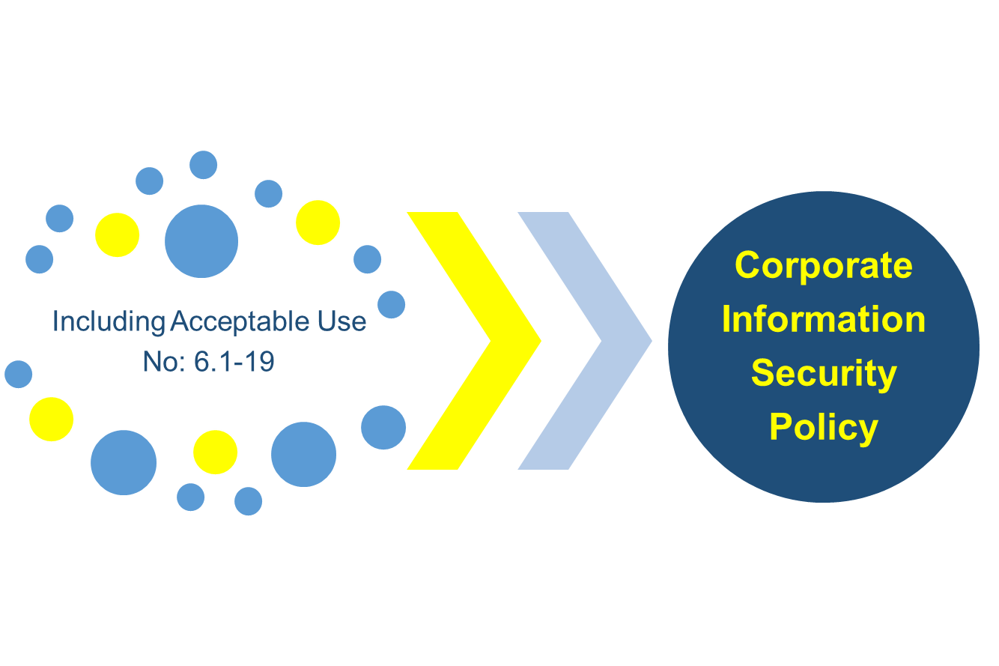 Including Acceptable Use
No: 6.1-19
Corporate
Information
Security
Policy